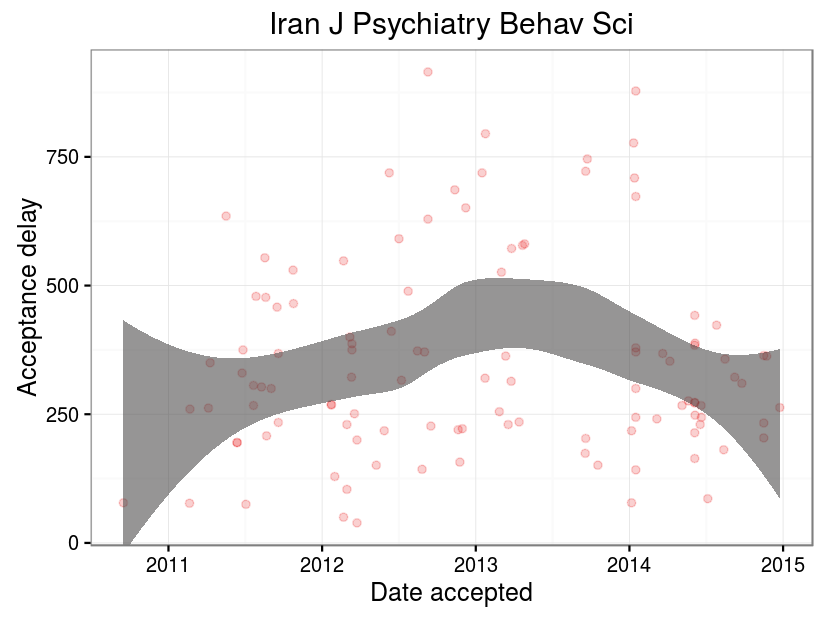 Iran J Psychiatry Behav Sci
Acceptance delay
750
500
250
0
2011 2012 2013 2014 2015
Date accepted